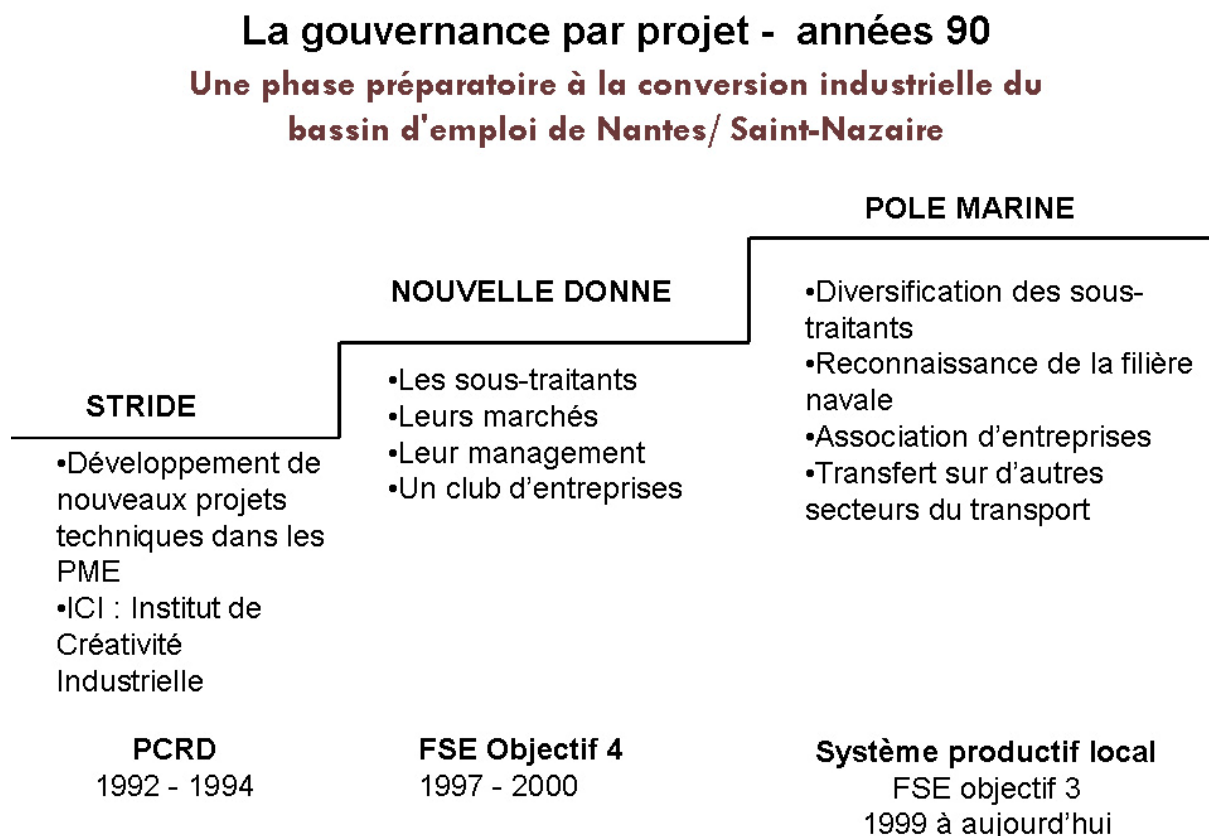 La gouvernance par projet - années 90
Une phase préparatoire à la conversion industrielle du
bassin d'emploi de Nantes/ Saint-Nazaire
STRIDE
•Développement de
nouveaux projets
techniques dans les
PME
•ICI : Institut de
Créativité
Industrielle
PCRD
1992 - 1994
NOUVELLE DONNE
•Les sous-traitants
•Leurs marchés
•Leur management
•Un club d'entreprises
FSE Objectif 4
1997 - 2000
POLE MARINE
•Diversification des sous-
traitants
•Reconnaissance de la filière
navale
•Association d'entreprises
•Transfert sur d'autres
secteurs du transport
Système productif local
FSE objectif 3
1999 à aujourd'hui